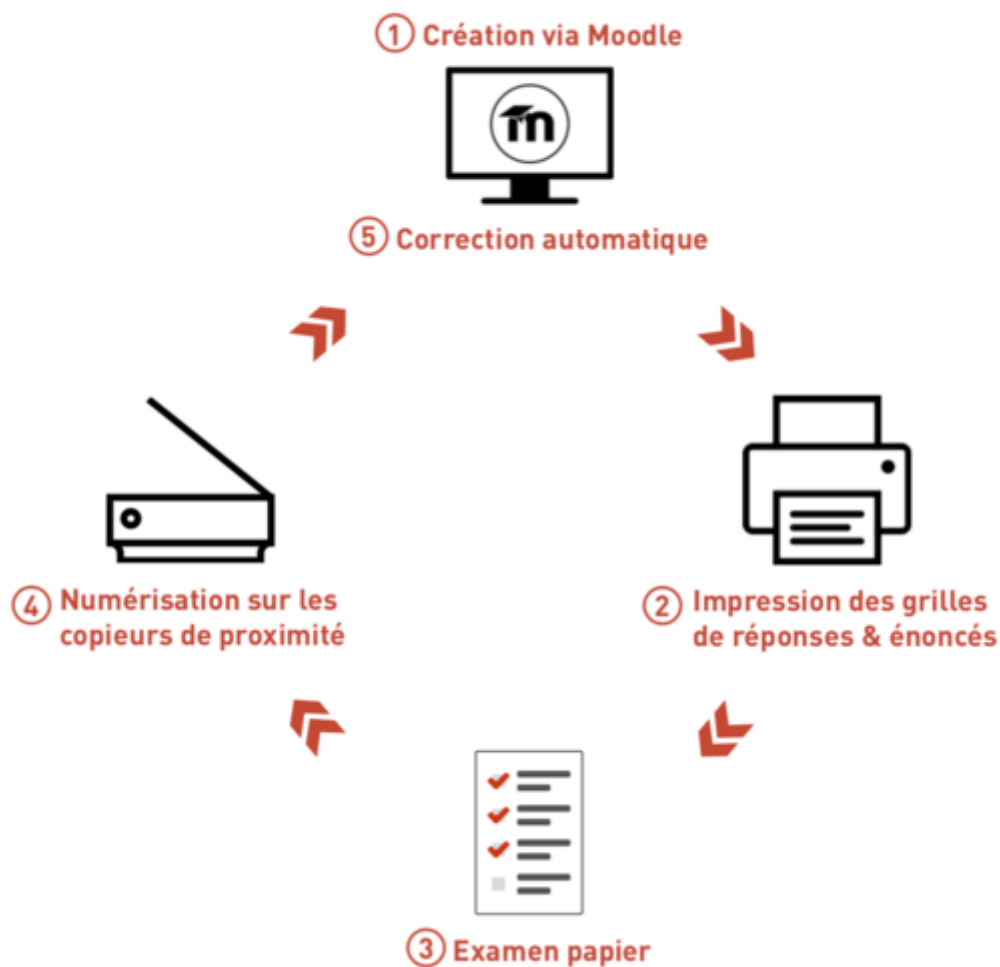 ① Création via Moodle
m
⑤ Correction automatique
② Impression des grilles
de réponses & énoncés
③ Examen papier
④ Numérisation sur les
copieurs de proximité